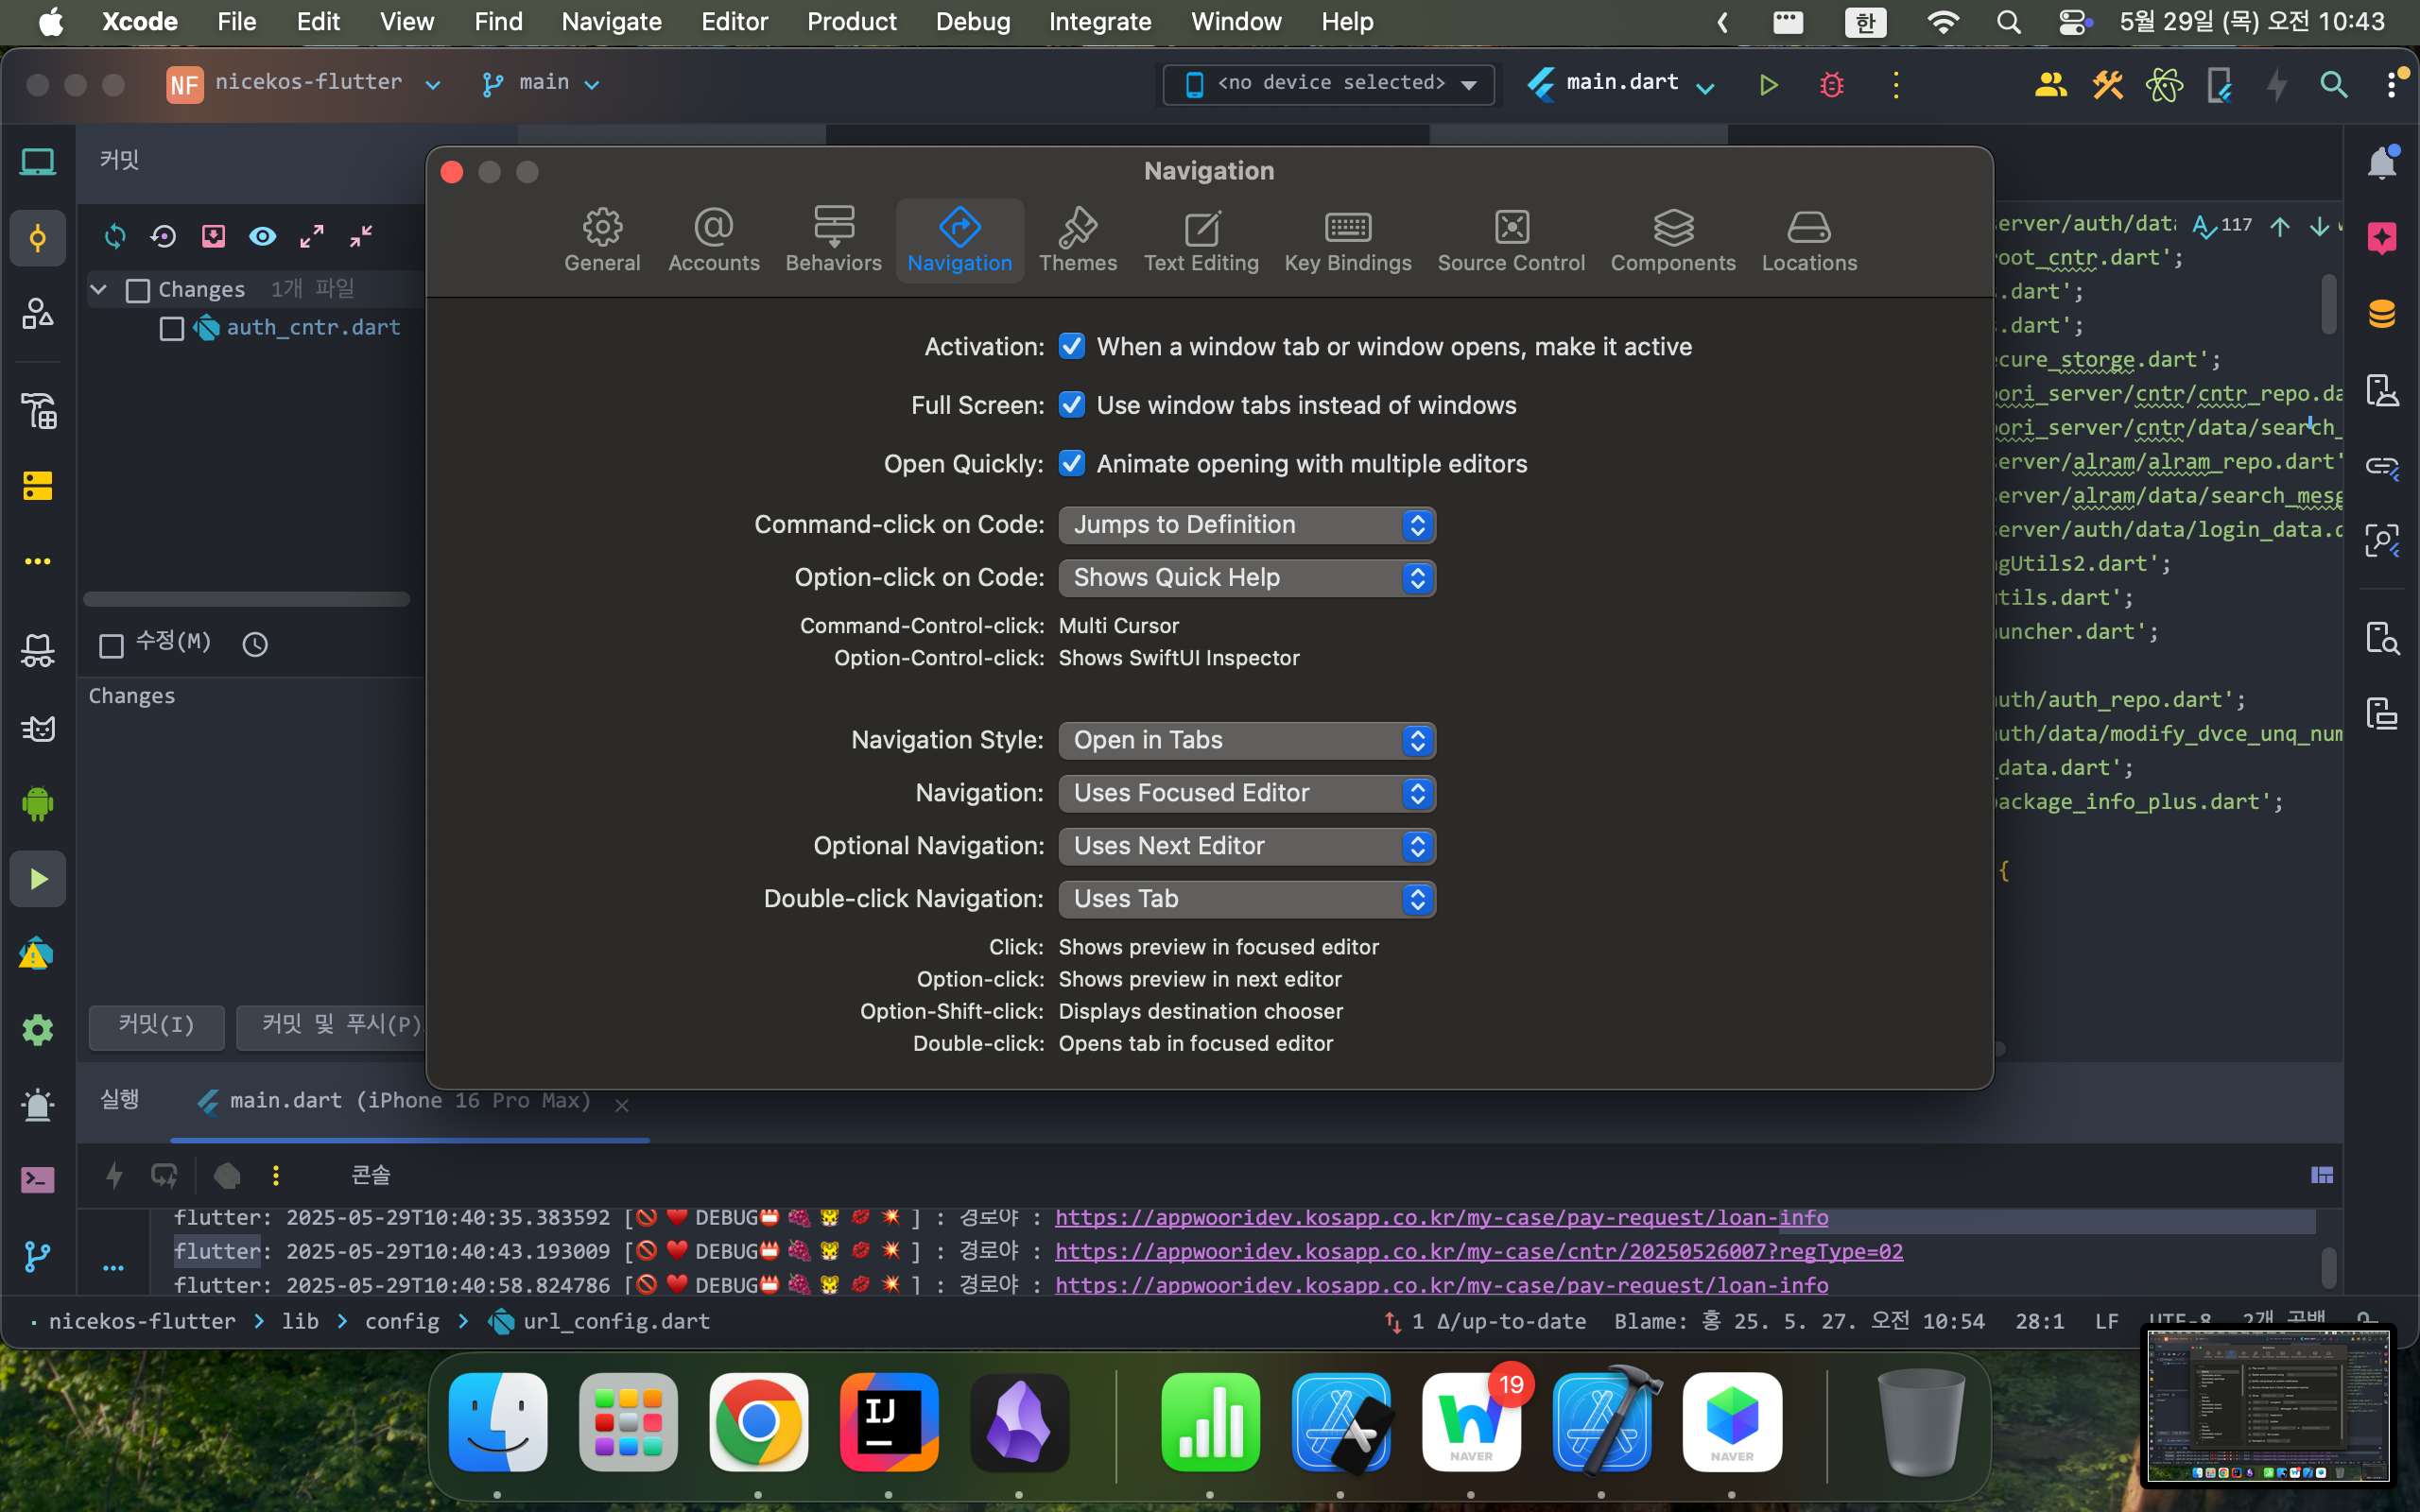 Xcode File Edit View Find Navigate Editor Product Debug Integrate Window Help 한 5월 29일 (목) 오전 10:43
NF nicekos-flutter main <no device selected> main.dart
커밋
Navigation
General Accounts Behaviors Navigation Themes Text Editing Key Bindings Source Control Components Locations
Changes 1개 파일
auth_cntr.dart
수정(M)
Changes
커밋(I) 커밋 및 푸시(P)
Activation: When a window tab or window opens, make it active
Full Screen: Use window tabs instead of windows
Open Quickly: Animate opening with multiple editors
Command-click on Code: Jumps to Definition
Option-click on Code: Shows Quick Help
Command-Control-click: Multi Cursor
Option-Control-click: Shows SwiftUI Inspector
Navigation Style: Open in Tabs
Navigation: Uses Focused Editor
Optional Navigation: Uses Next Editor
Double-click Navigation: Uses Tab
Click: Shows preview in focused editor
Option-click: Shows preview in next editor
Option-Shift-click: Displays destination chooser
Double-click: Opens tab in focused editor
erver/auth/data 117
oot_cntr.dart';
.dart';
.dart';
cure_storge.dart';
ori_server/cntr/cntr_repo.da
ori_server/cntr/data/search_
erver/alram/alram_repo.dart'
erver/alram/data/search_mesg
erver/auth/data/login_data.d
gUtils2.dart';
tils.dart';
uncher.dart';
uth/auth_repo.dart';
uth/data/modify_dvce_unq_num
_data.dart';
ackage_info_plus.dart';
{
실행 main.dart (iPhone 16 Pro Max)
콘솔
flutter: 2025-05-29T10:40:35.383592 [🚫 ♥️ DEBUG📛 🍇 🐯 💋 💥 ] : 경로야 : https://appwooridev.kosapp.co.kr/my-case/pay-request/loan-info
flutter: 2025-05-29T10:40:43.193009 [🚫 ♥️ DEBUG📛 🍇 🐯 💋 💥 ] : 경로야 : https://appwooridev.kosapp.co.kr/my-case/cntr/20250526007?regType=02
flutter: 2025-05-29T10:40:58.824786 [🚫 ♥️ DEBUG📛 🍇 🐯 💋 💥 ] : 경로야 : https://appwooridev.kosapp.co.kr/my-case/pay-request/loan-info
nicekos-flutter > lib > config > url_config.dart 1 Δ/up-to-date Blame: 홍 25. 5. 27. 오전 10:54 28:1 LF UTF-8 2개 공백
IJ
NAVER
19
NAVER